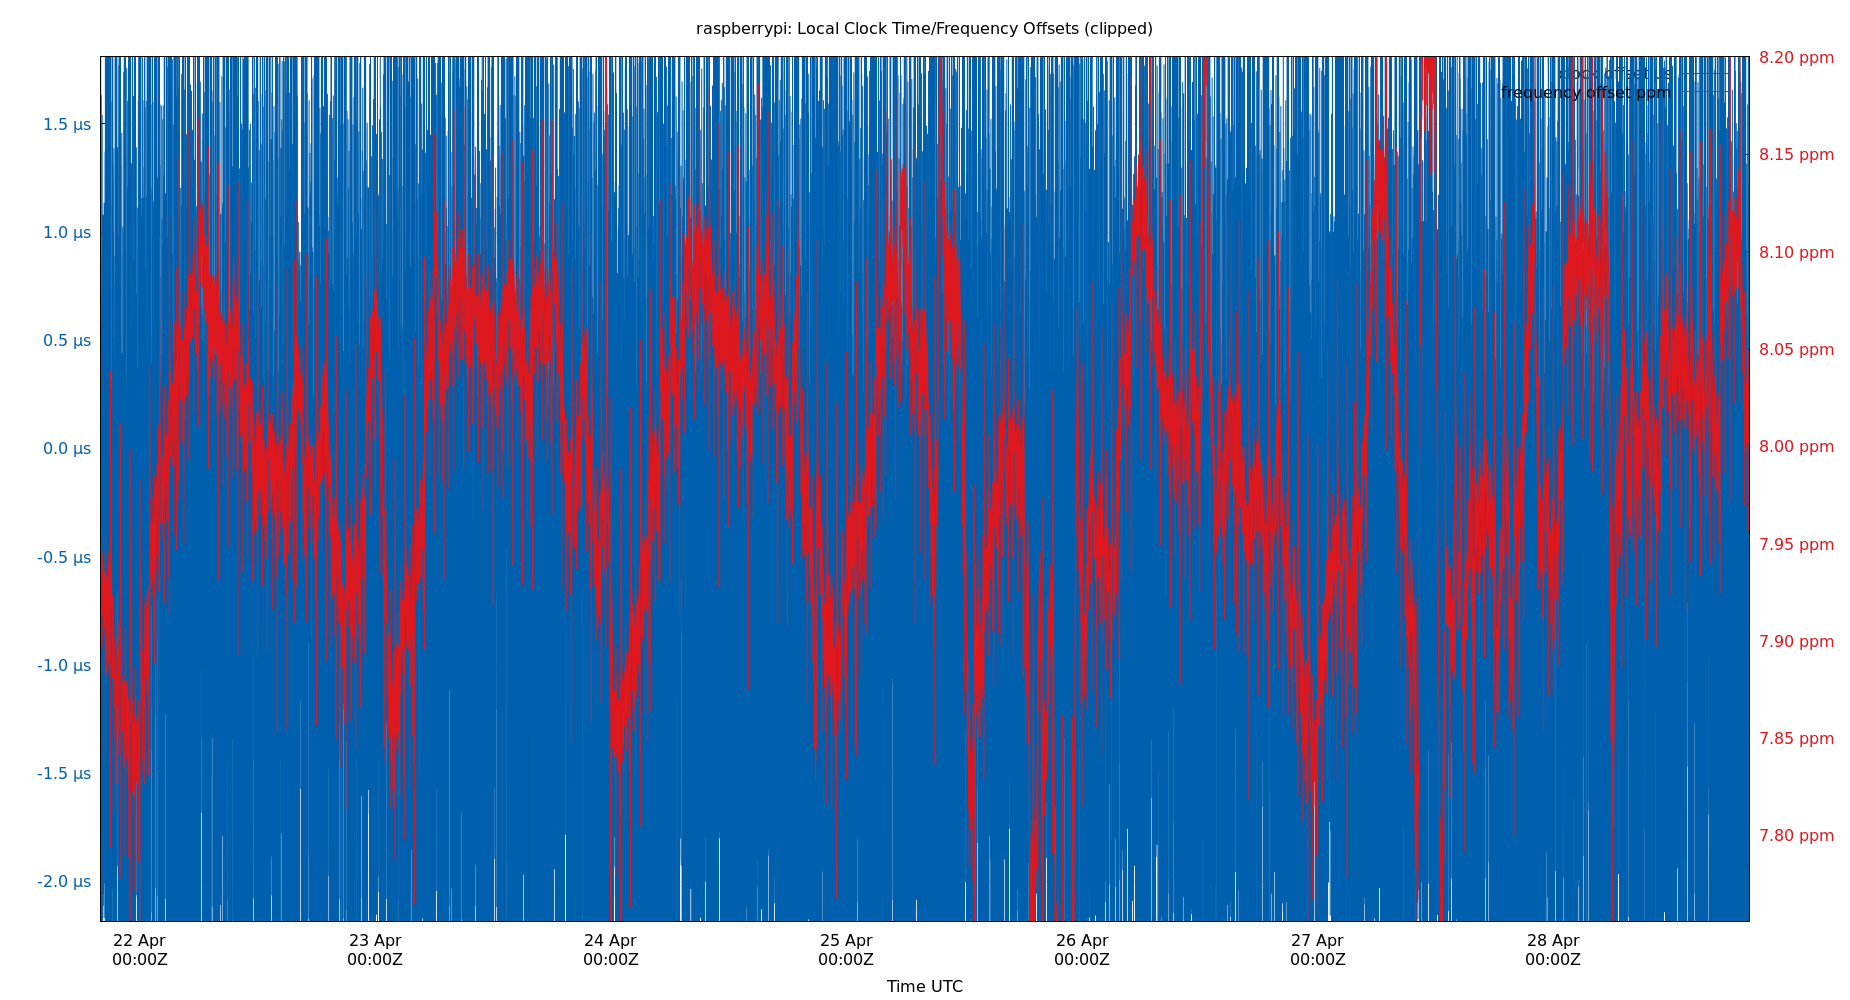 raspberrypi: Local Clock Time/Frequency Offsets (clipped)
8.20 ppm
clock offset µs
frequency offset ppm
1.5 µs
8.15 ppm
1.0 µs
8.10 ppm
0.5 µs
8.05 ppm
0.0 µs
8.00 ppm
-0.5 µs
7.95 ppm
-1.0 µs
7.90 ppm
7.85 ppm
-1.5 µs
7.80 ppm
-2.0 µs
22 Apr 23 Apr 24 Apr 25 Apr 26 Apr 27 Apr 28 Apr
00:00Z 00:00Z 00:00Z 00:00Z 00:00Z 00:00Z 00:00Z
Time UTC